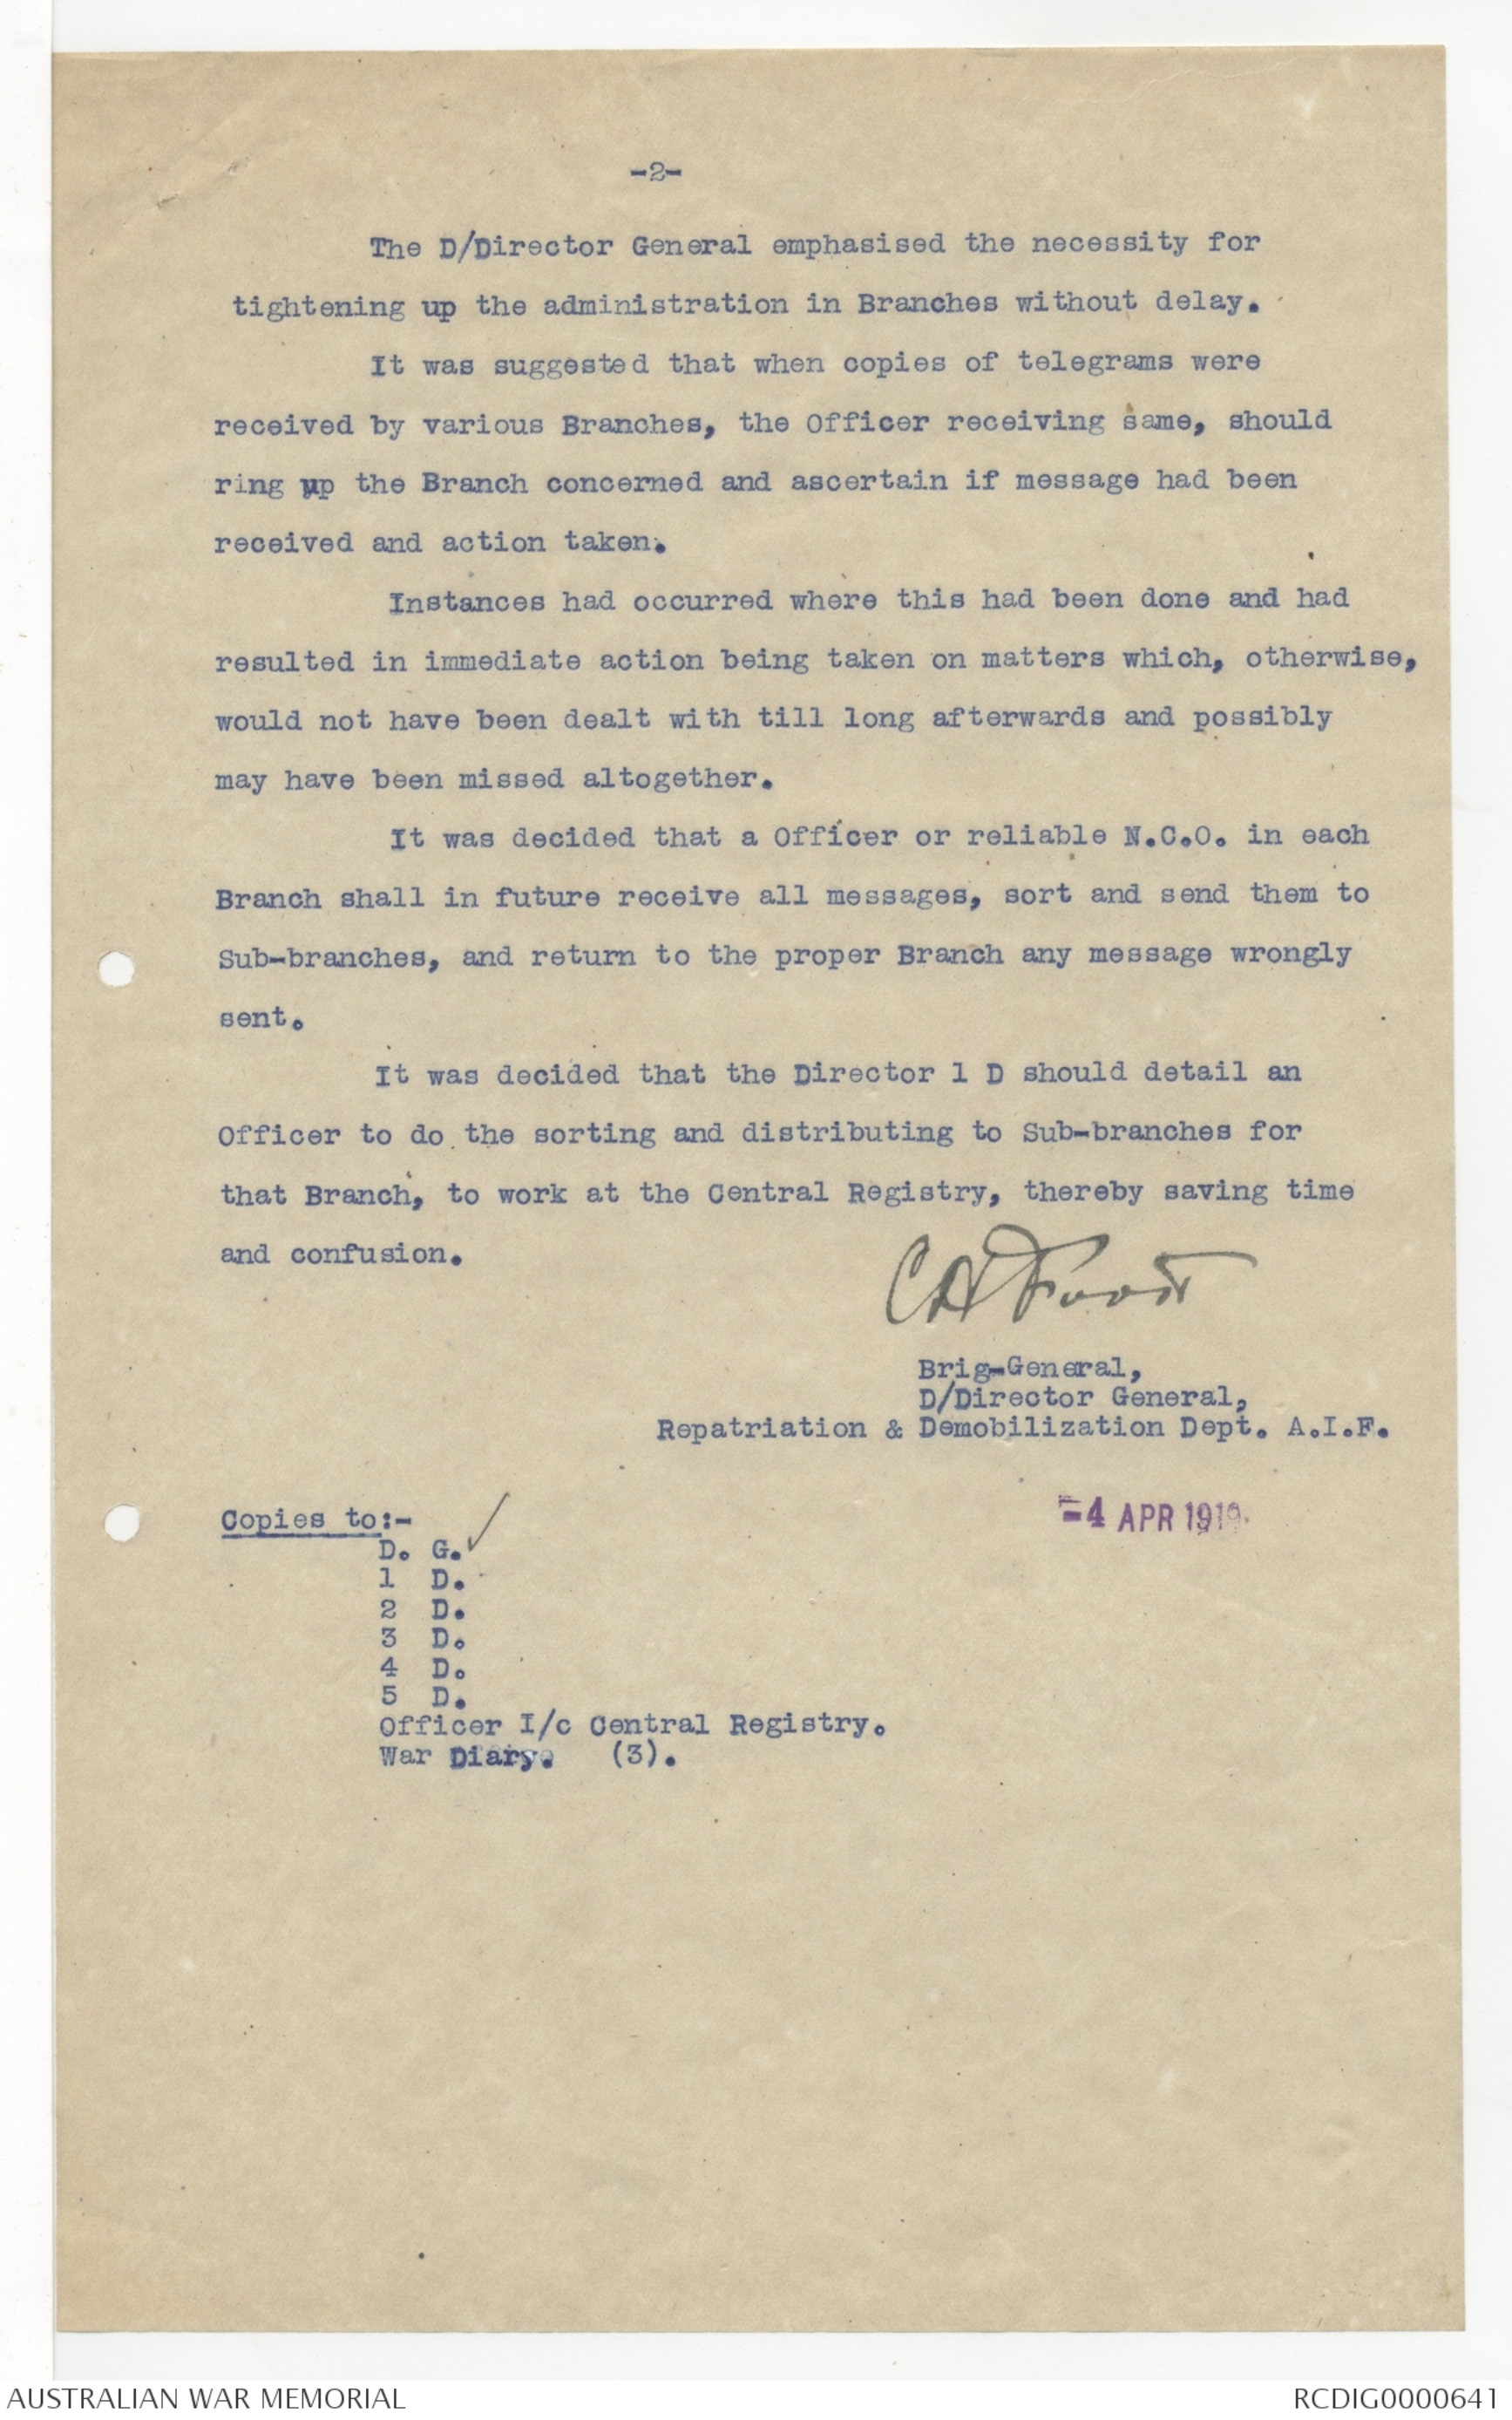 -2-
The D/Director General emphasised the necessity for
tightening up the administration in Branches without delay.
It was suggested that when copies of telegrams were
received by various Branches, the Officer receiving same, should
ring up the Branch concerned and ascertain if message had been
received and action taken.
Instances had occurred where this had been done and had
resulted in immediate action being taken on matters which, otherwise,
would not have been dealt with till long afterwards and possibly
may have been missed altogether.
It was decided that a Officer or reliable N.C.O. in each
Branch shall in future receive all messages, sort and send them to
Sub-branches, and return to the proper Branch any message wrongly
sent.
It was decided that the Director 1 D should detail an
Officer to do the sorting and distributing to Sub-branches for
that Branch, to work at the Central Registry, thereby saving time
and confusion.
C H Foott
Brig-General,
D/Director General,
Repatriation & Demobilization Dept. A.I.F.
-4 APR 1919
Copies to:-
D. G.
1 D.
2 D.
3 D.
4 D.
5 D.
Officer I/c Central Registry.
War Diary. (3).
AUSTRALIAN WAR MEMORIAL
RCDIG0000641